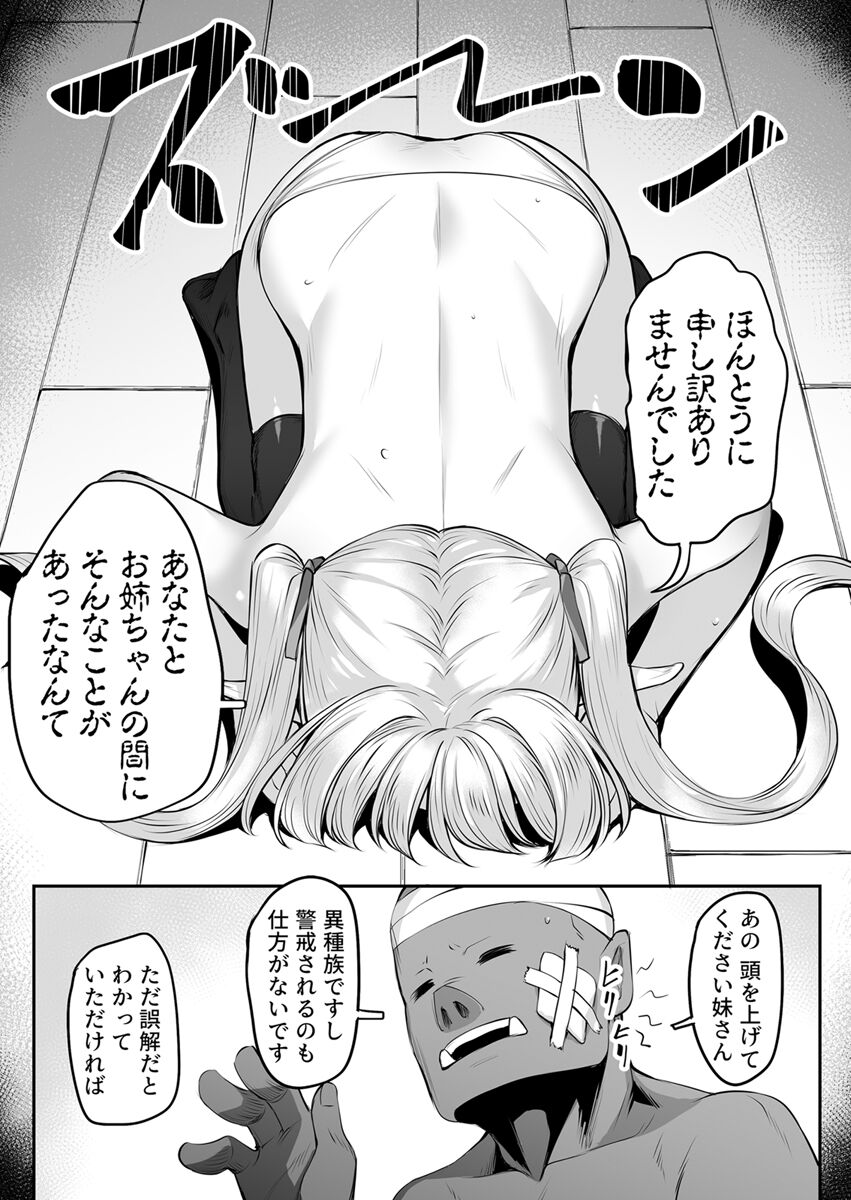 ズーーン
ほんとうに
申し訳あり
ませんでした
あなたと
お姉ちゃんの間に
そんなことが
あったなんて
あの 頭を上げて
ください妹さん
ヒリ
ヒリ
異種族ですし
警戒されるのも
仕方がないです
ただ誤解だと
わかって
いただければ